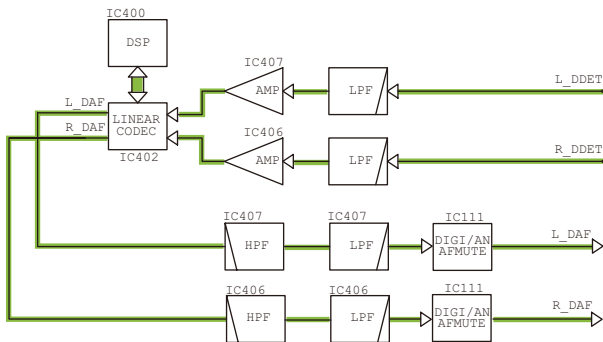 IC400
DSP
IC407
AMP
LPF
L_DDET
L_DAF
R_DAF
LINEAR
CODEC
IC402
IC406
AMP
LPF
R_DDET
IC407
HPF
IC407
LPF
IC111
DIGI/AN
AFMUTE
L_DAF
IC406
HPF
IC406
LPF
IC111
DIGI/AN
AFMUTE
R_DAF